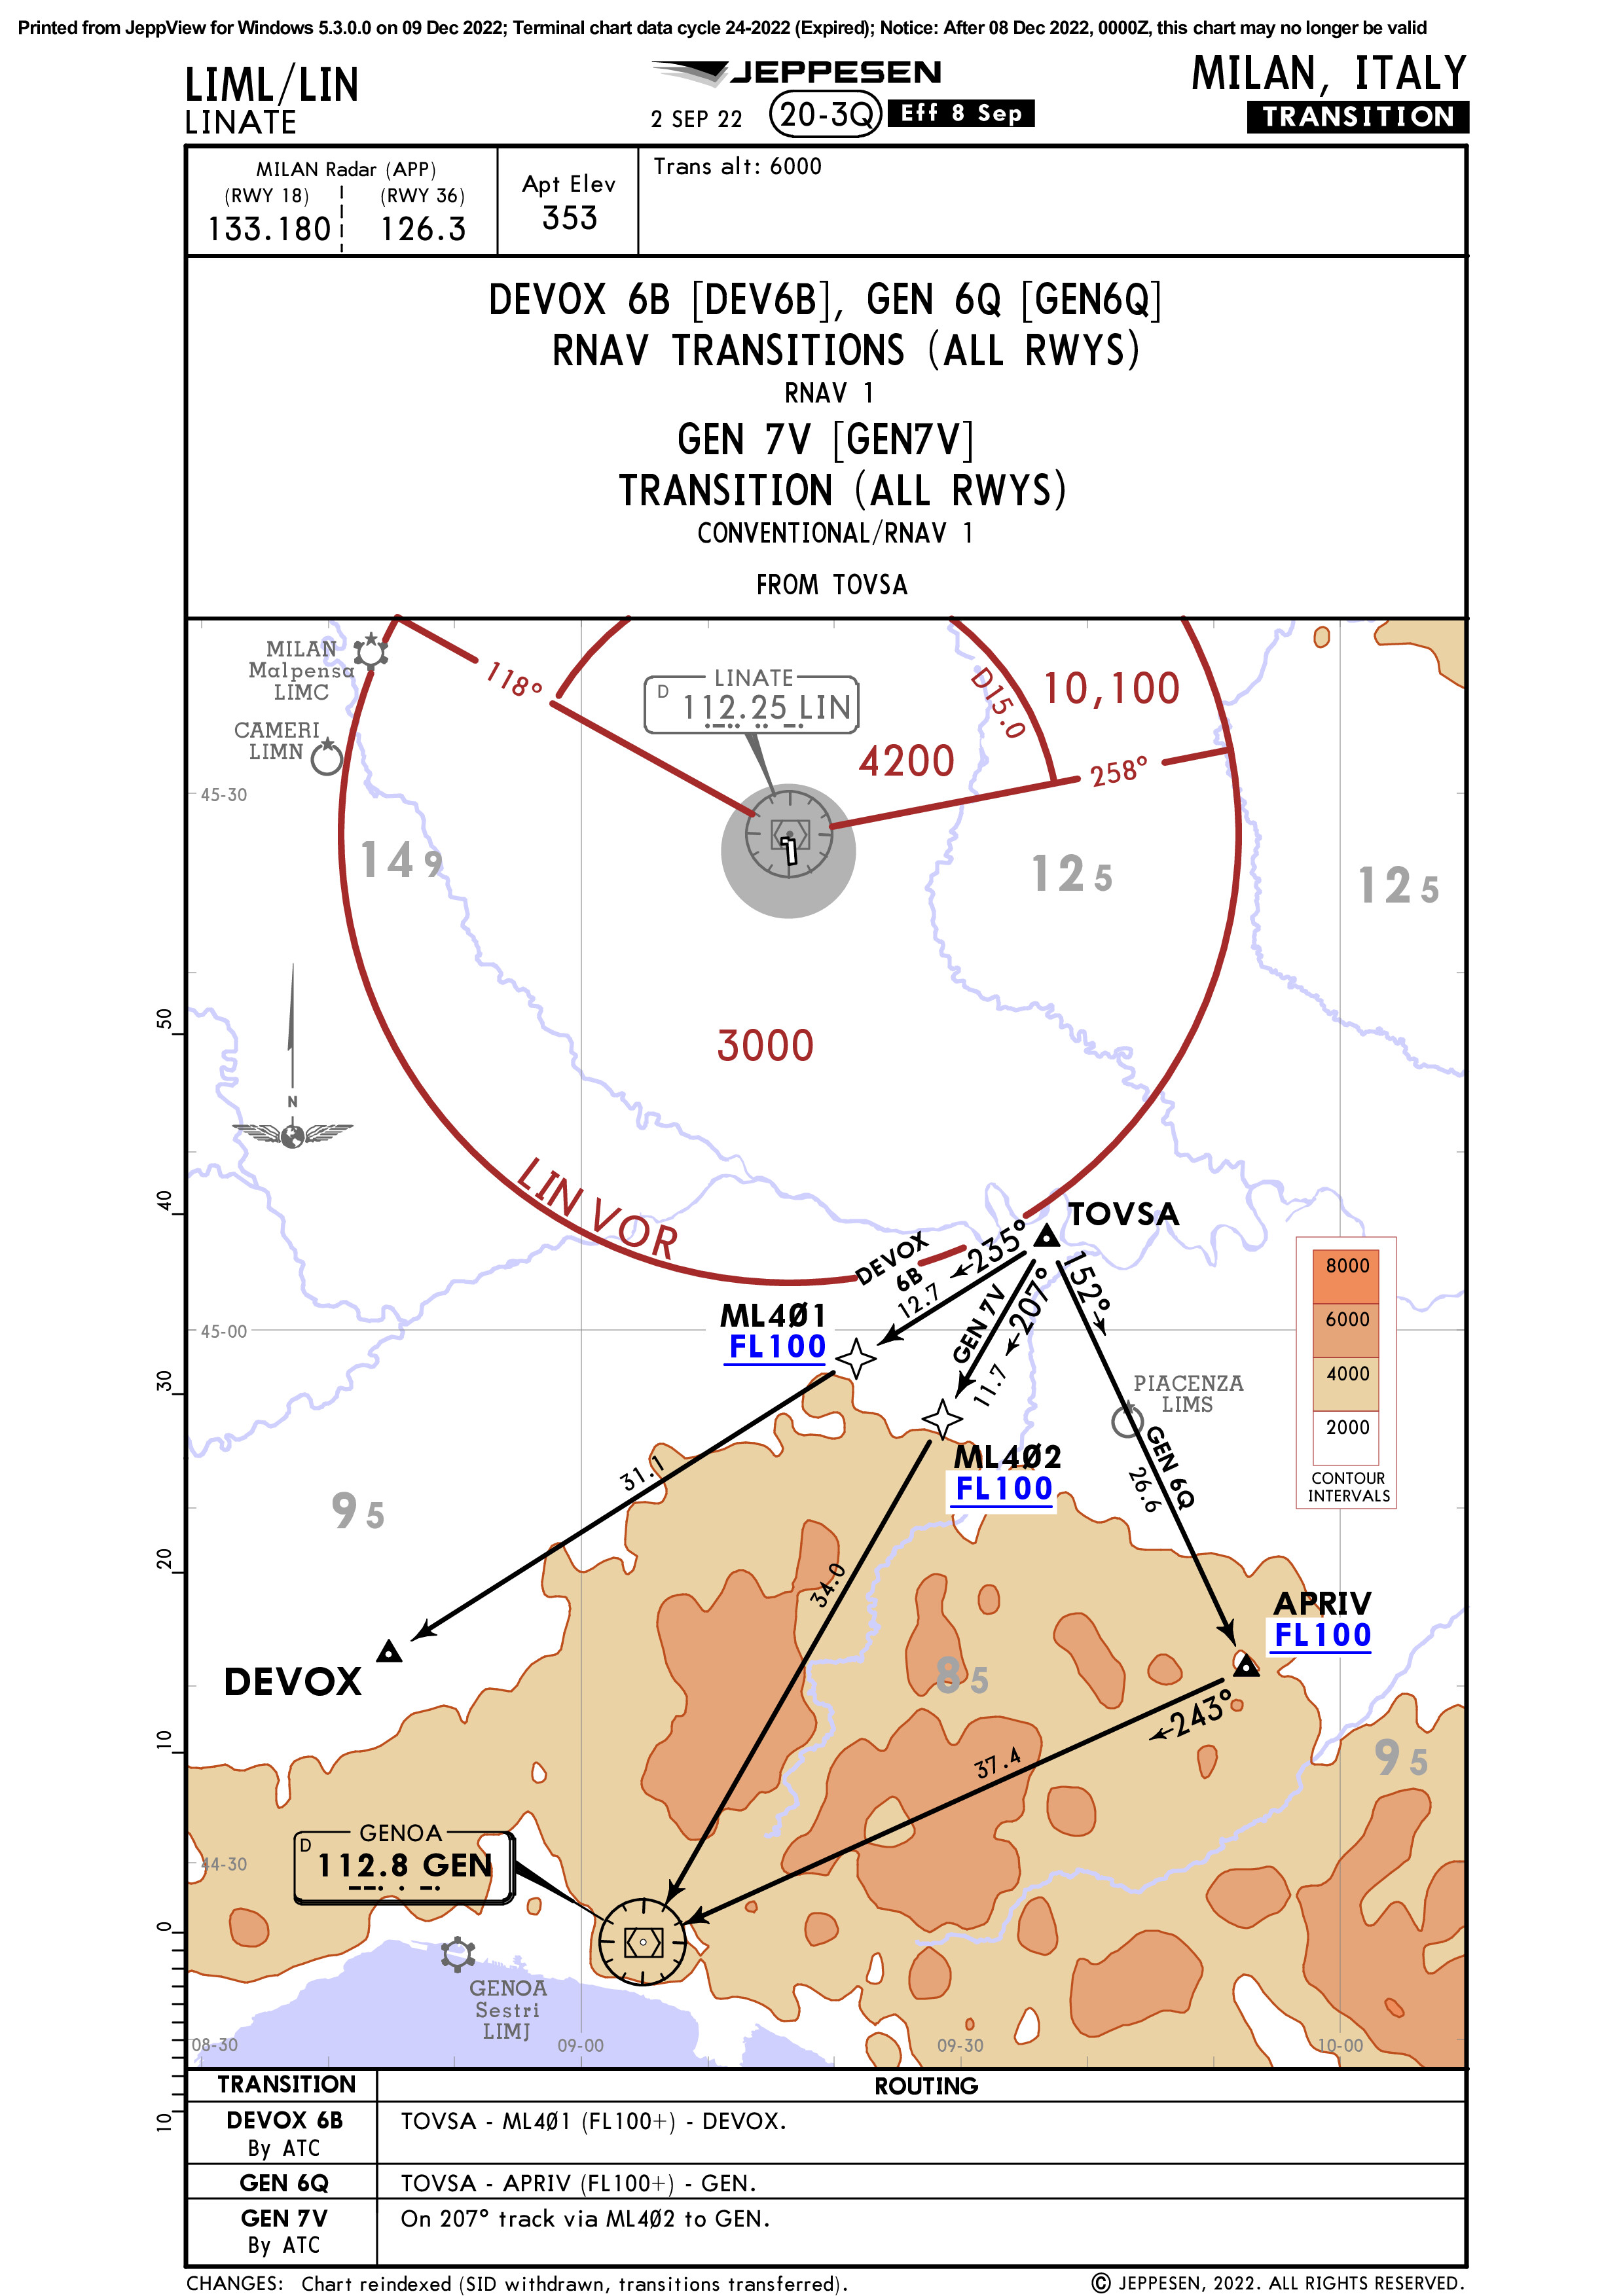 Printed from JeppView for Windows 5.3.0.0 on 09 Dec 2022; Terminal chart data cycle 24-2022 (Expired); Notice: After 08 Dec 2022, 0000Z, this chart may no longer be valid
LIML/LIN
LINATE
JEPPESEN
2 SEP 22
20-3Q
Eff 8 Sep
MILAN, ITALY
TRANSITION
MILAN Radar (APP)
(RWY 18)
(RWY 36)
133.180
126.3
Apt Elev
353
Trans alt: 6000
DEVOX 6B [DEV6B], GEN 6Q [GEN6Q]
RNAV TRANSITIONS (ALL RWYS)
RNAV 1
GEN 7V [GEN7V]
TRANSITION (ALL RWYS)
CONVENTIONAL/RNAV 1
FROM TOVSA
MILAN
Malpensa
LIMC
CAMERI
LIMN
118°
LINATE
D
112.25 LIN
D15.0
10,100
4200
258°
45-30
149
125
125
3000
N
50
40
30
20
10
0
10
LIN VOR
TOVSA
DEVOX
6B
235°
12.7
GEN 7V
207°
11.7
152°
ML4Ø1
FL100
45-00
PIACENZA
LIMS
8000
6000
4000
2000
CONTOUR
INTERVALS
ML4Ø2
FL100
GEN 6Q
26.6
31.1
95
34.0
APRIV
FL100
DEVOX
85
243°
37.4
95
GENOA
D
112.8 GEN
44-30
GENOA
Sestri
LIMJ
08-30
09-00
09-30
10-00
TRANSITION
ROUTING
DEVOX 6B
By ATC
TOVSA - ML4Ø1 (FL100+) - DEVOX.
GEN 6Q
TOVSA - APRIV (FL100+) - GEN.
GEN 7V
By ATC
On 207° track via ML4Ø2 to GEN.
CHANGES: Chart reindexed (SID withdrawn, transitions transferred).
© JEPPESEN, 2022. ALL RIGHTS RESERVED.